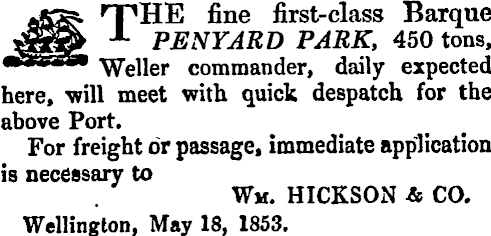 THE fine first-class Barque
PENYARD PARK, 450 tons,
Weller commander, daily expected
here, will meet with quick despatch for the
above Port.
For freight or passage, immediate application
is necessary to
WM. HICKSON & CO.
Wellington, May 18, 1853.